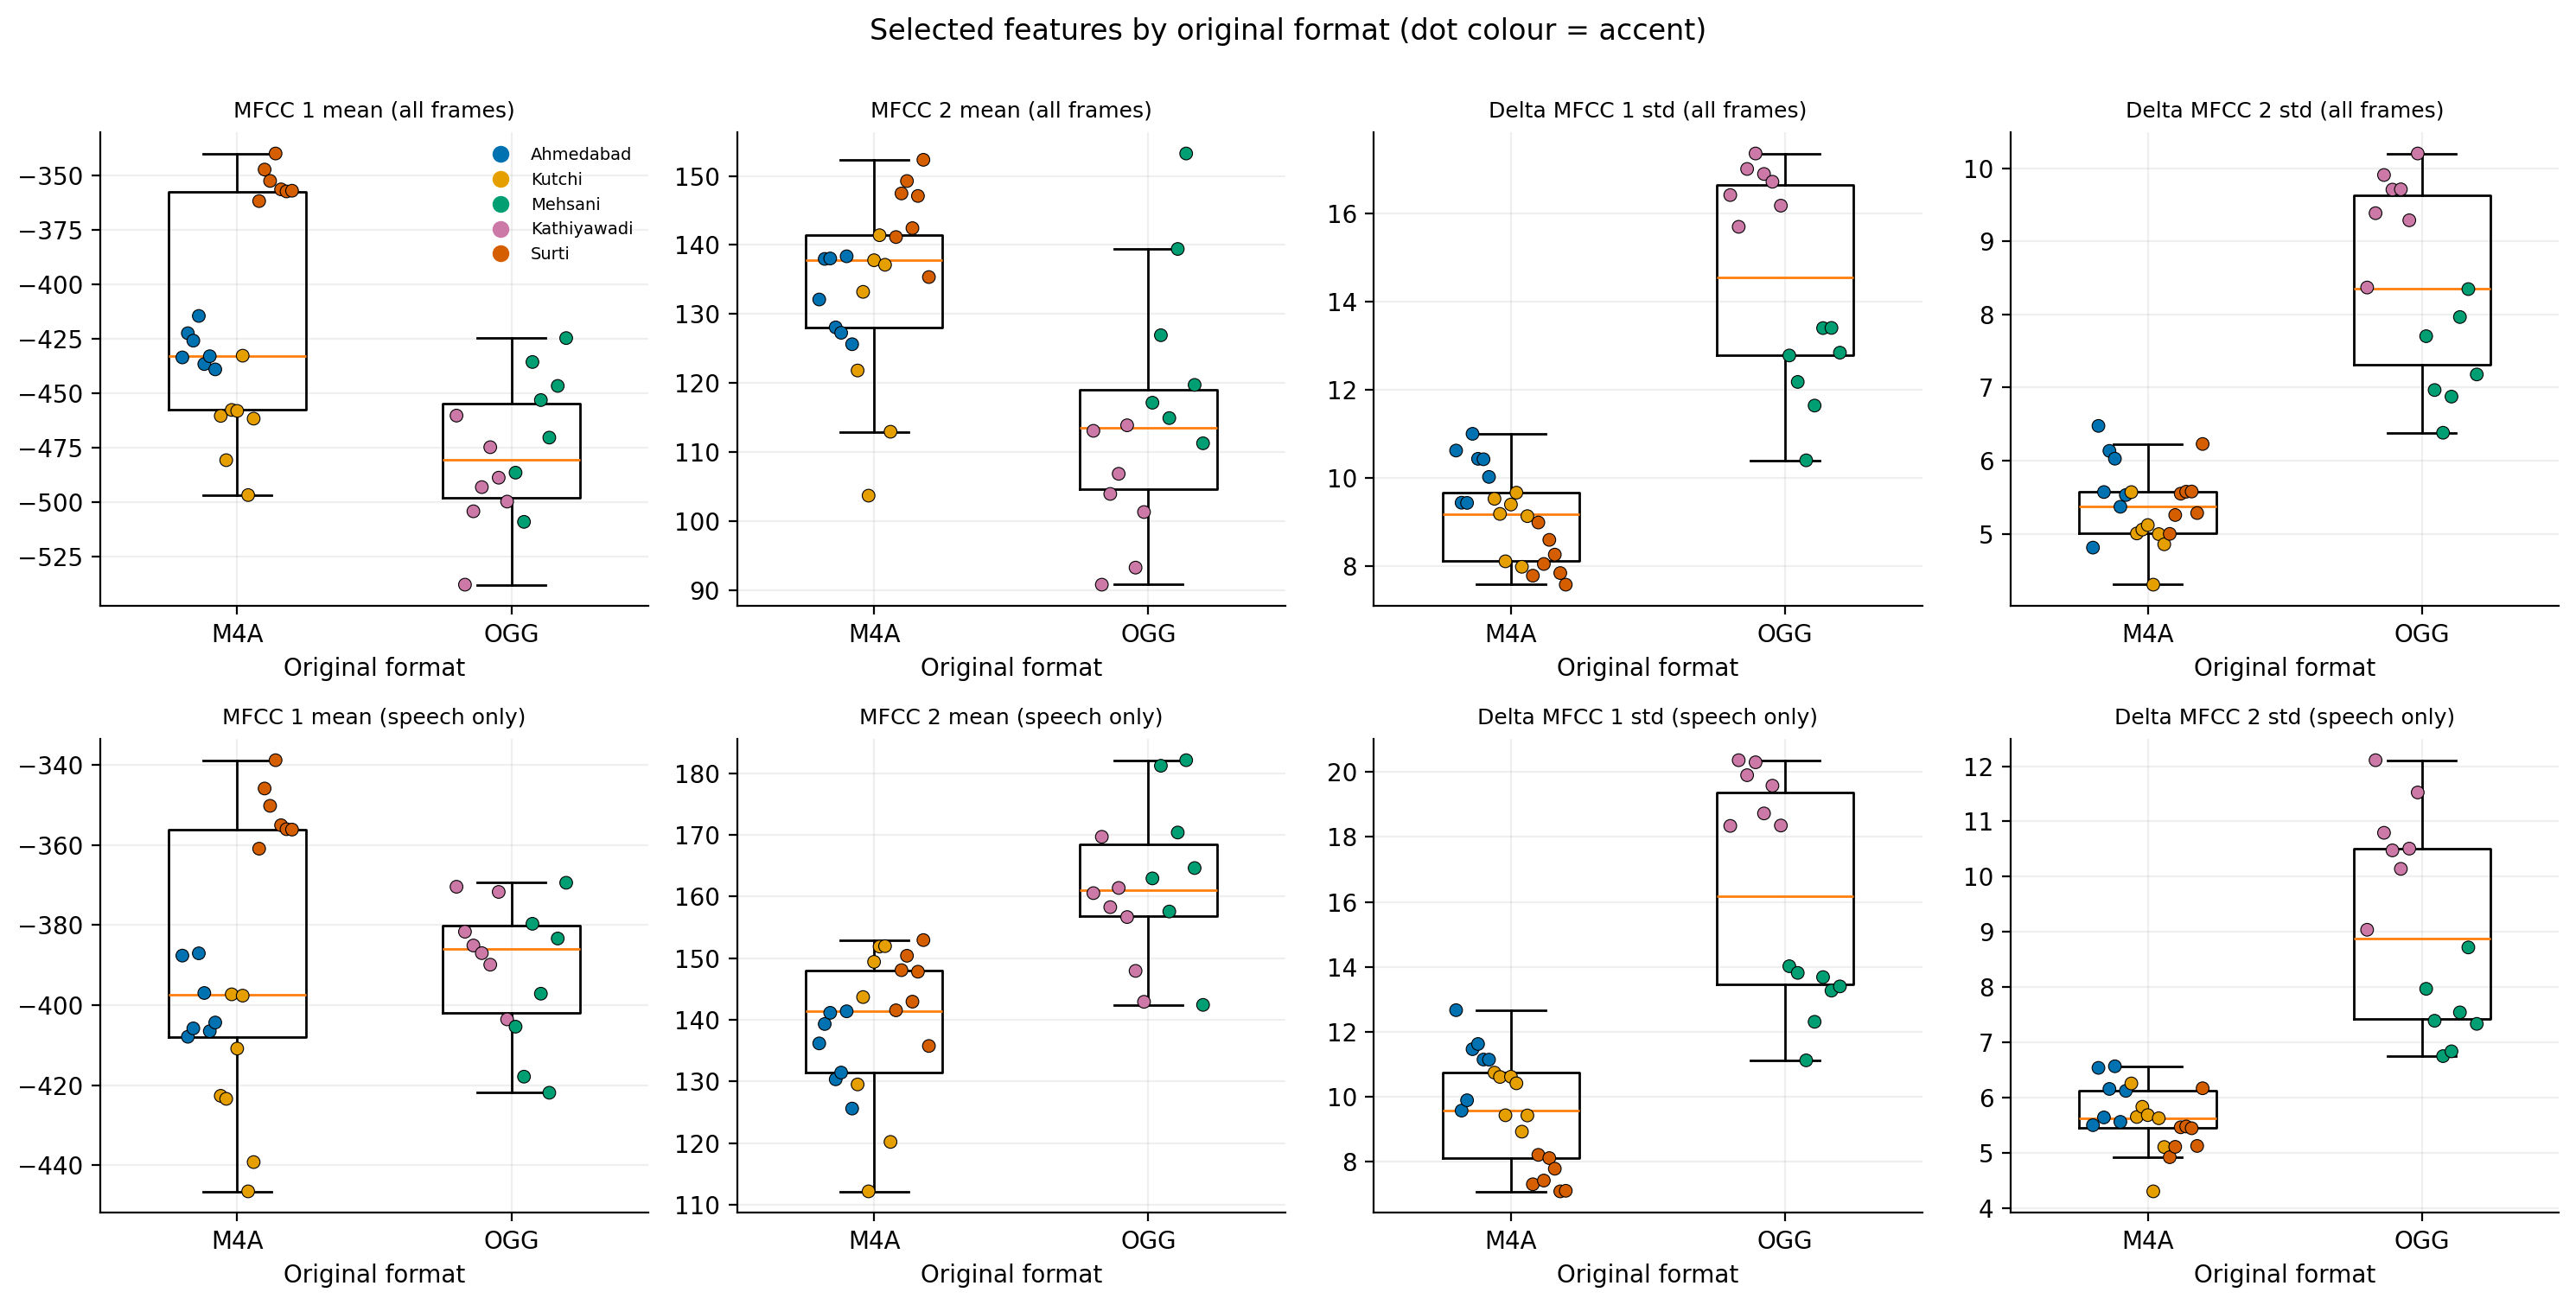 Selected features by original format (dot colour = accent)
MFCC 1 mean (all frames)
−350
−375
−400
−425
−450
−475
−500
−525
Ahmedabad
Kutchi
Mehsani
Kathiyawadi
Surti
M4A OGG
Original format
MFCC 2 mean (all frames)
150
140
130
120
110
100
90
M4A OGG
Original format
Delta MFCC 1 std (all frames)
16
14
12
10
8
M4A OGG
Original format
Delta MFCC 2 std (all frames)
10
9
8
7
6
5
M4A OGG
Original format
MFCC 1 mean (speech only)
−340
−360
−380
−400
−420
−440
M4A OGG
Original format
MFCC 2 mean (speech only)
180
170
160
150
140
130
120
110
M4A OGG
Original format
Delta MFCC 1 std (speech only)
20
18
16
14
12
10
8
M4A OGG
Original format
Delta MFCC 2 std (speech only)
12
11
10
9
8
7
6
5
4
M4A OGG
Original format